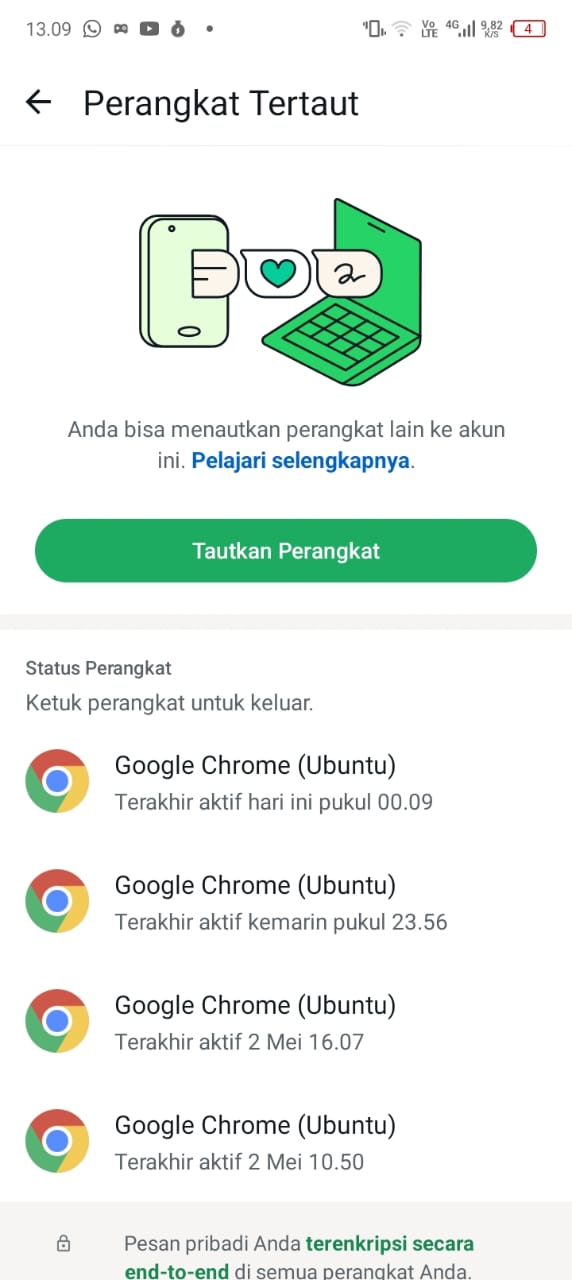 13.09
Vo LTE 4G 9,82 K/S 4
Perangkat Tertaut
Anda bisa menautkan perangkat lain ke akun
ini. Pelajari selengkapnya.
Tautkan Perangkat
Status Perangkat
Ketuk perangkat untuk keluar.
Google Chrome (Ubuntu)
Terakhir aktif hari ini pukul 00.09
Google Chrome (Ubuntu)
Terakhir aktif kemarin pukul 23.56
Google Chrome (Ubuntu)
Terakhir aktif 2 Mei 16.07
Google Chrome (Ubuntu)
Terakhir aktif 2 Mei 10.50
Pesan pribadi Anda terenkripsi secara
end-to-end di semua perangkat Anda.